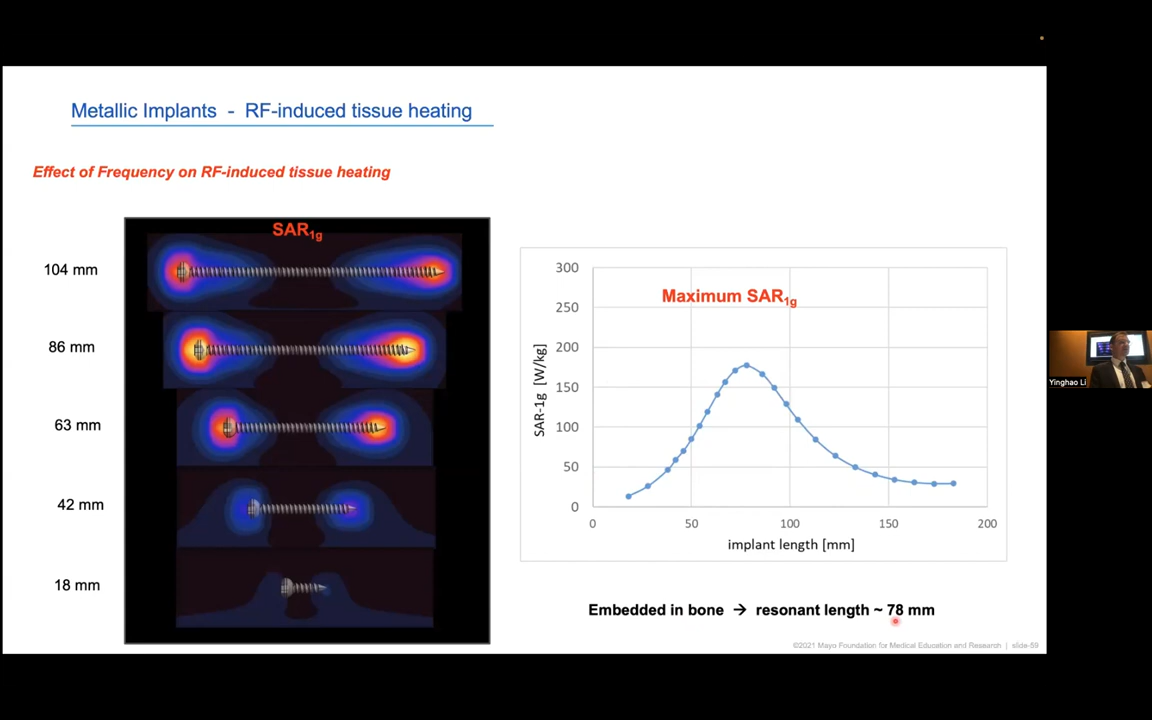 Metallic Implants - RF-induced tissue heating
Effect of Frequency on RF-induced tissue heating
SAR1g
104 mm
86 mm
63 mm
42 mm
18 mm
Maximum SAR1g
SAR-1g [W/kg]
300
250
200
150
100
50
0
0 50 100 150 200
implant length [mm]
Embedded in bone → resonant length ~ 78 mm
©2021 Mayo Foundation for Medical Education and Research | slide-59
Yinghao Li